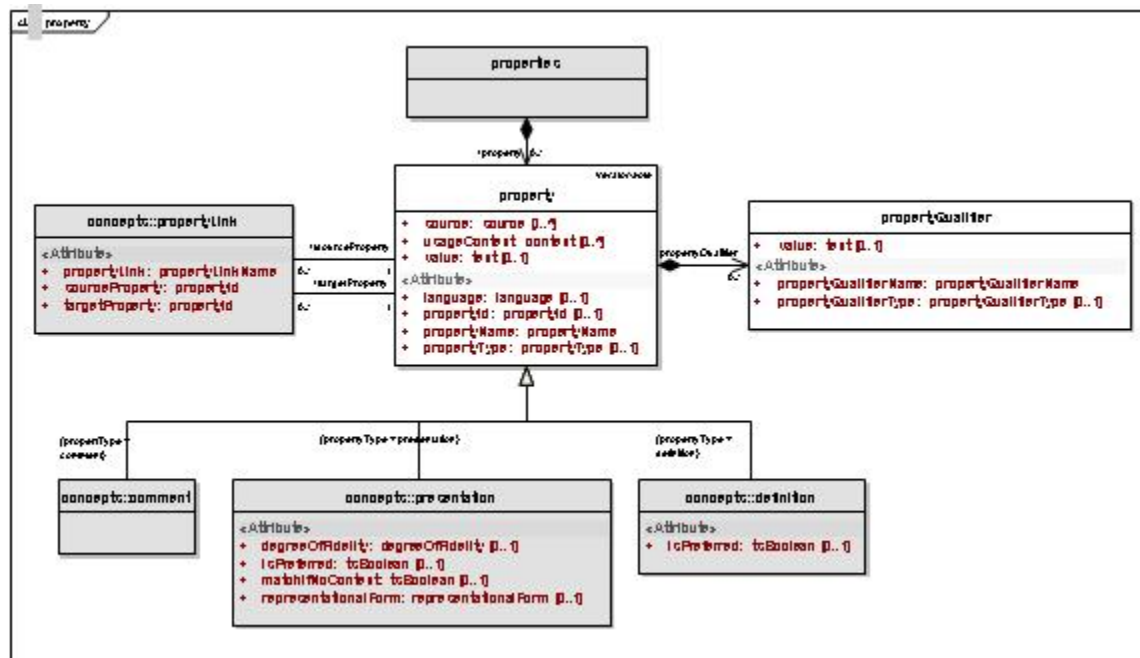 property
properties
+property
0..*
versionable
property
+ source: source [0..*]
+ usageContext: context [0..*]
+ value: text [0..1]
<Attribute>
+ language: language [0..1]
+ propertyId: propertyId [0..1]
+ propertyName: propertyName
+ propertyType: propertyType [0..1]
concepts::propertyLink
<Attribute>
+ propertyLink: propertyLinkName
+ sourceProperty: propertyId
+ targetProperty: propertyId
+sourceProperty
0..*
1
+targetProperty
0..*
1
propertyQualifier
0..*
propertyQualifier
+ value: text [0..1]
<Attribute>
+ propertyQualifierName: propertyQualifierName
+ propertyQualifierType: propertyQualifierType [0..1]
{propertyType =
comment}
{propertyType = presentation}
{propertyType =
definition}
concepts::comment
concepts::presentation
<Attribute>
+ degreeOfFidelity: degreeOfFidelity [0..1]
+ isPreferred: tsBoolean [0..1]
+ matchIfNoContext: tsBoolean [0..1]
+ representationalForm: representationalForm [0..1]
concepts::definition
<Attribute>
+ isPreferred: tsBoolean [0..1]